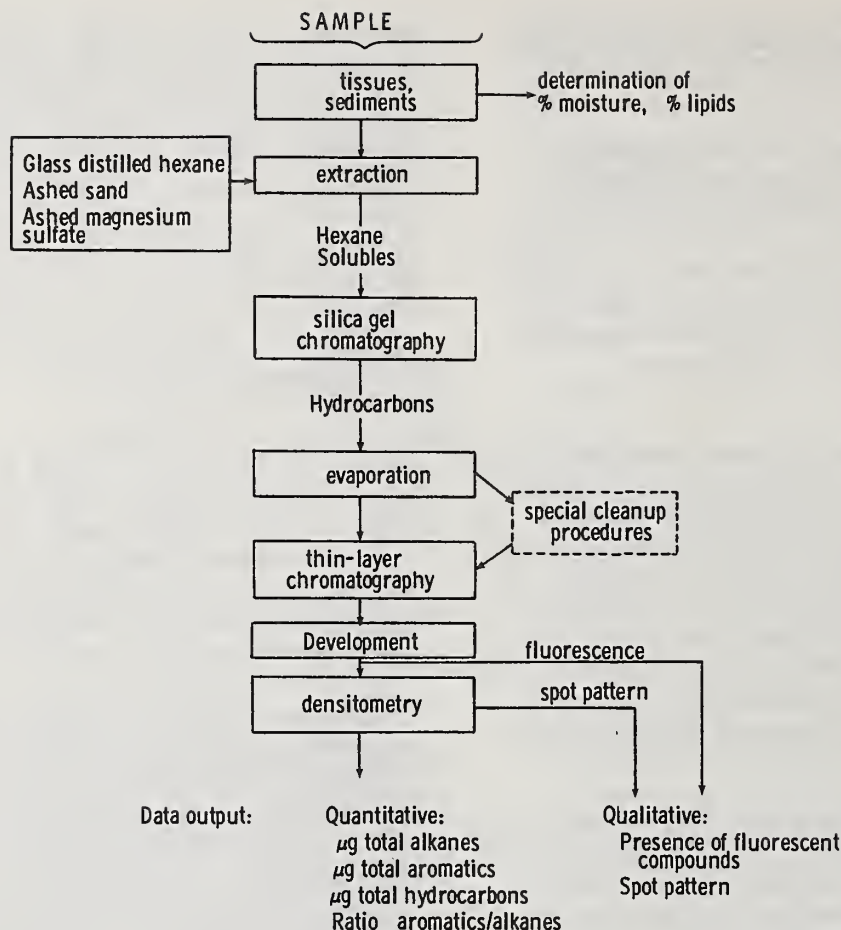 SAMPLE
tissues,
sediments
determination of
% moisture, % lipids
Glass distilled hexane
Ashed sand
Ashed magnesium
sulfate
extraction
Hexane
Solubles
silica gel
chromatography
Hydrocarbons
evaporation
special cleanup
procedures
thin-layer
chromatography
Development
fluorescence
densitometry
spot pattern
Data output:
Quantitative:
µg total alkanes
µg total aromatics
µg total hydrocarbons
Ratio aromatics/alkanes
Qualitative:
Presence of fluorescent
compounds
Spot pattern